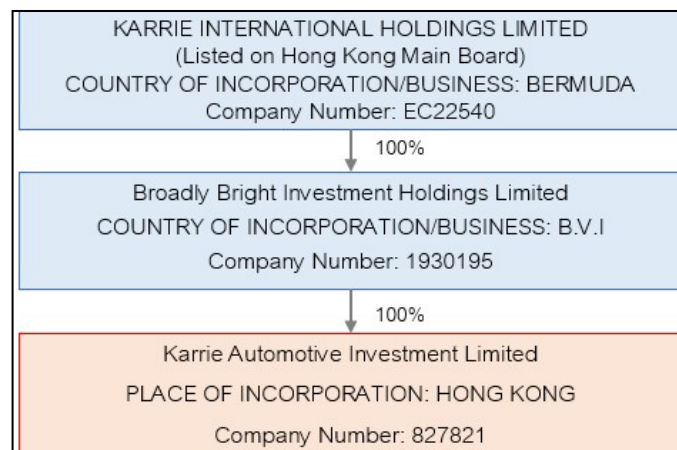 KARRIE INTERNATIONAL HOLDINGS LIMITED
(Listed on Hong Kong Main Board)
COUNTRY OF INCORPORATION/BUSINESS: BERMUDA
Company Number: EC22540
100%
Broadly Bright Investment Holdings Limited
COUNTRY OF INCORPORATION/BUSINESS: B.V.I
Company Number: 1930195
100%
Karrie Automotive Investment Limited
PLACE OF INCORPORATION: HONG KONG
Company Number: 827821